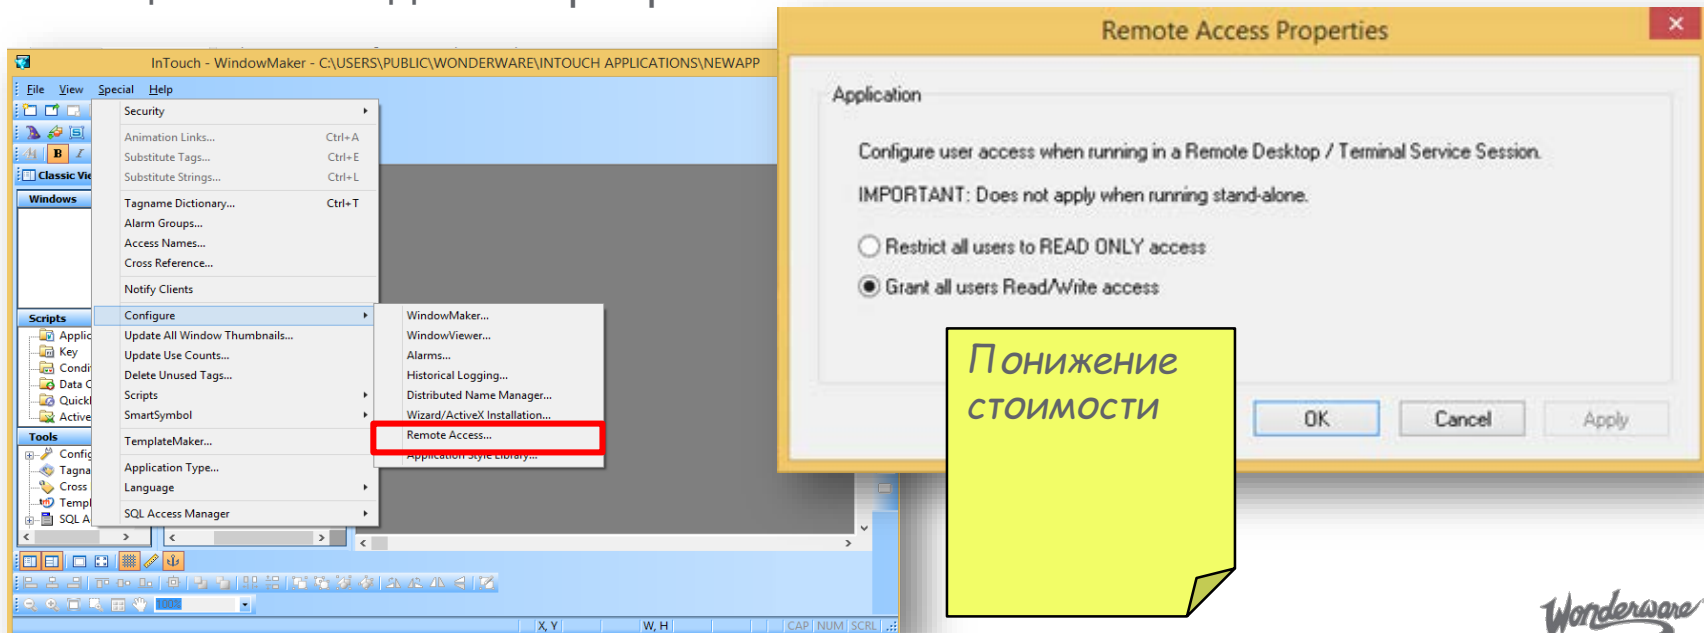 InTouch - WindowMaker - C:\USERS\PUBLIC\WONDERWARE\INTOUCH APPLICATIONS\NEWAPP
File View Special Help
Security
Animation Links... Ctrl+A
Substitute Tags... Ctrl+E
Substitute Strings... Ctrl+L
Tagname Dictionary... Ctrl+T
Alarm Groups...
Access Names...
Cross Reference...
Notify Clients
Configure
Update All Window Thumbnails...
Update Use Counts...
Delete Unused Tags...
Scripts
SmartSymbol
TemplateMaker...
Application Type...
Language
SQL Access Manager
WindowMaker...
WindowViewer...
Alarms...
Historical Logging...
Distributed Name Manager...
Wizard/ActiveX Installation...
Remote Access...
Application Style Library...
B I
Classic Vie
Windows
Scripts
Applic
Key
Condi
Data C
Quickl
Active
Tools
Config
Tagna
Cross
Templ
SQL A
100%
X, Y W, H CAP NUM SCRL
Remote Access Properties
Application
Configure user access when running in a Remote Desktop / Terminal Service Session.
IMPORTANT: Does not apply when running stand-alone.
Restrict all users to READ ONLY access
Grant all users Read/Write access
OK Cancel Apply
Понижение
стоимости
Wonderware